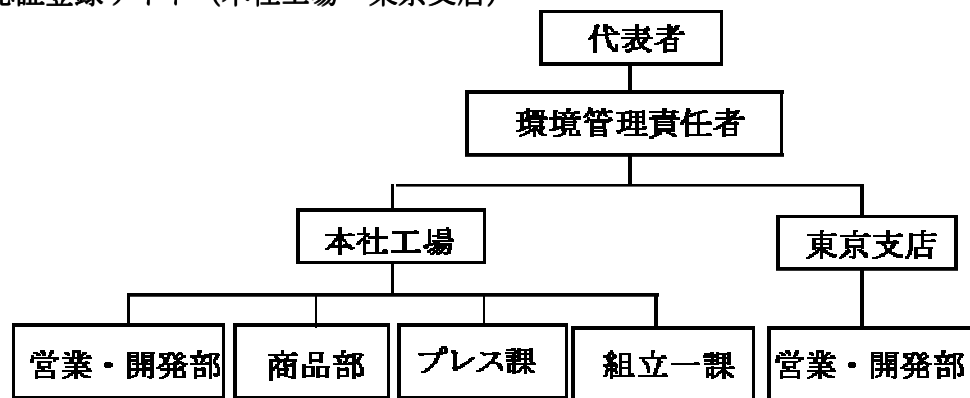 代表者
環境管理責任者
本社工場
東京支店
営業・開発部
商品部
プレス課
組立一課
営業・開発部